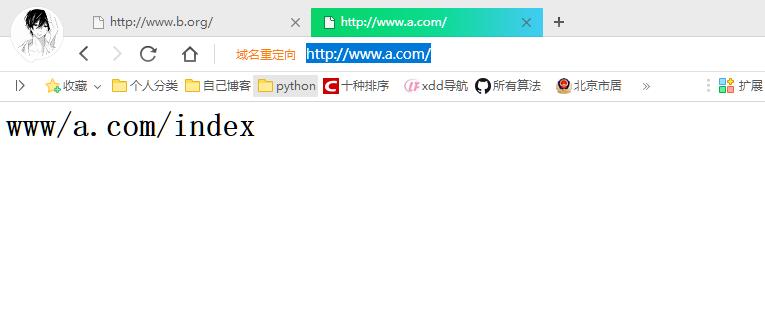 http://www.b.org/ http://www.a.com/
域名重定向 http://www.a.com/
收藏 个人分类 自己博客 python 十种排序 xdd导航 所有算法 北京市居 » 扩展
www/a.com/index